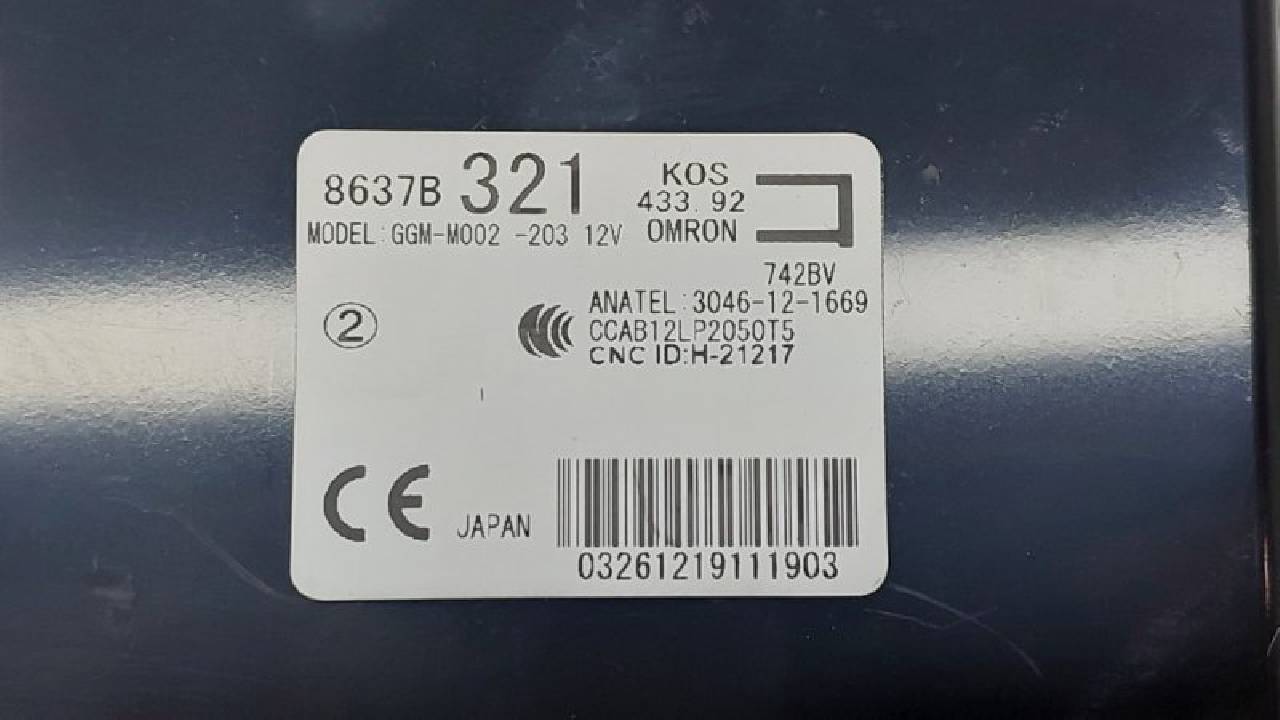 8637B 321
KOS
433.92
MODEL:GGM-M002 -203 12V
OMRON
742BV
②
ANATEL:3046-12-1669
CCAB12LP2050T5
CNC ID:H-21217
CE
JAPAN
03261219111903